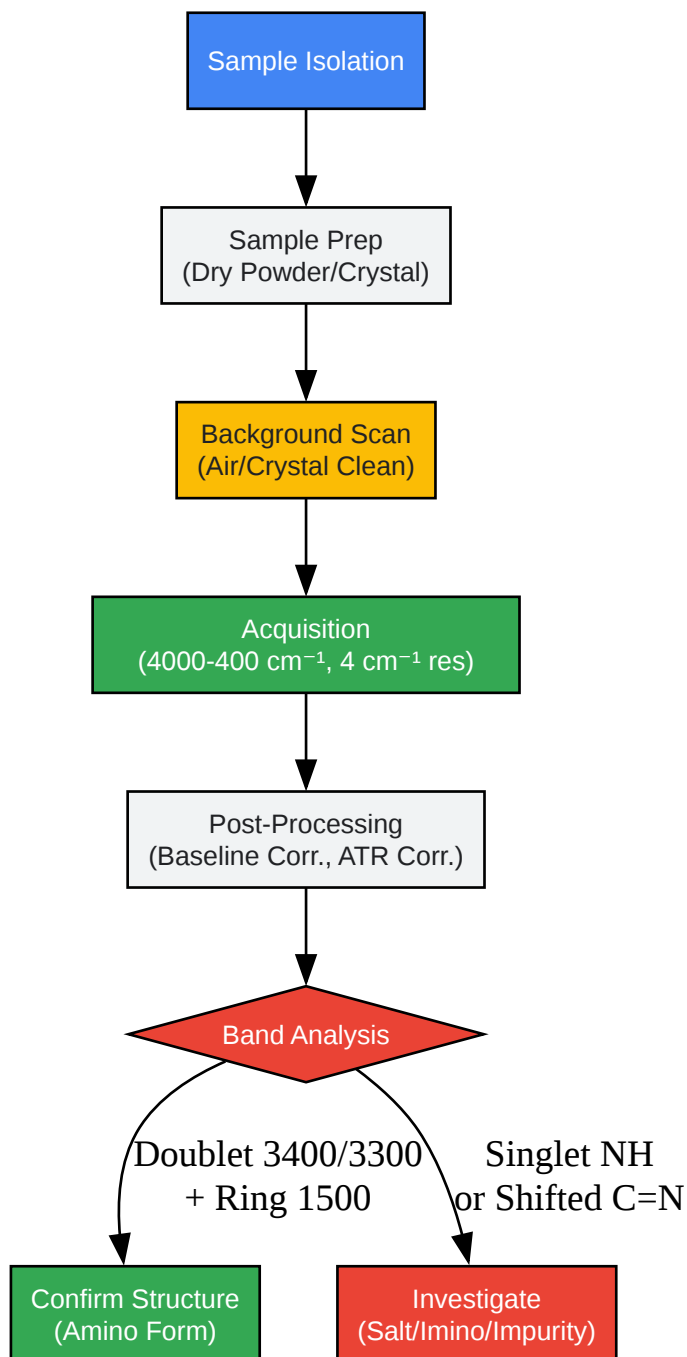 Sample Isolation
Sample Prep
(Dry Powder/Crystal)
Background Scan
(Air/Crystal Clean)
Acquisition
(4000-400 cm⁻¹, 4 cm⁻¹ res)
Post-Processing
(Baseline Corr., ATR Corr.)
Band Analysis
Doublet 3400/3300
+ Ring 1500
Singlet NH
or Shifted C=N
Confirm Structure
(Amino Form)
Investigate
(Salt/Imino/Impurity)